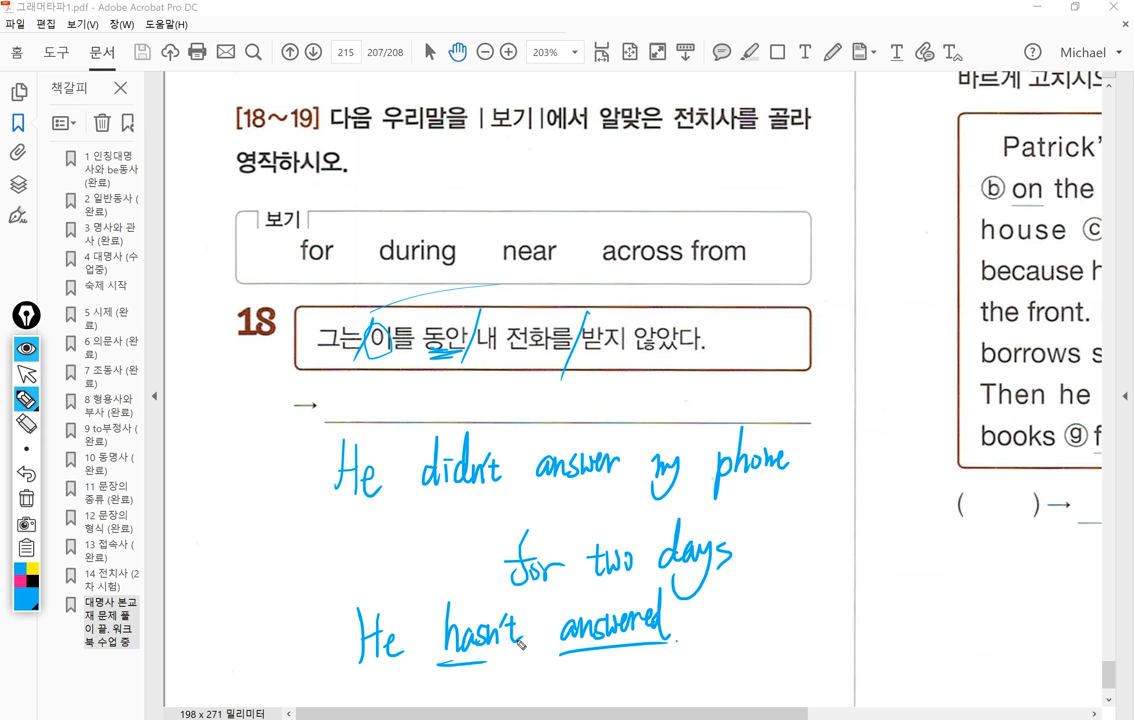 그래머타파1.pdf - Adobe Acrobat Pro DC
파일 편집 보기(V) 창(W) 도움말(H)
홈 도구 문서 215 207/208 203% Michael
책갈피
1 인칭대명
사와 be동사
(완료)
2 일반동사 (
완료)
3 명사와 관
사 (완료)
4 대명사 (수
업중)
숙제 시작
5 시제 (완
료)
6 의문사 (완
료)
7 조동사 (완
료)
8 형용사와
부사 (완료)
9 to부정사 (
완료)
10 동명사 (
완료)
11 문장의
종류 (완료)
12 문장의
형식 (완료)
13 접속사 (
완료)
14 전치사 (2
차 시험)
대명사 본교
재 문제 풀
이 끝. 워크
북 수업 중
[18~19] 다음 우리말을 |보기|에서 알맞은 전치사를 골라
영작하시오.
보기
for during near across from
18 그는 이틀 동안 내 전화를 받지 않았다.
→
He didn't answer my phone
for two days
He hasn't answered.
바르게 고치시오
Patrick'
ⓑ on the
house ⓒ
because h
the front.
borrows s
Then he
books ⓖ f
( ) →
198 x 271 밀리미터